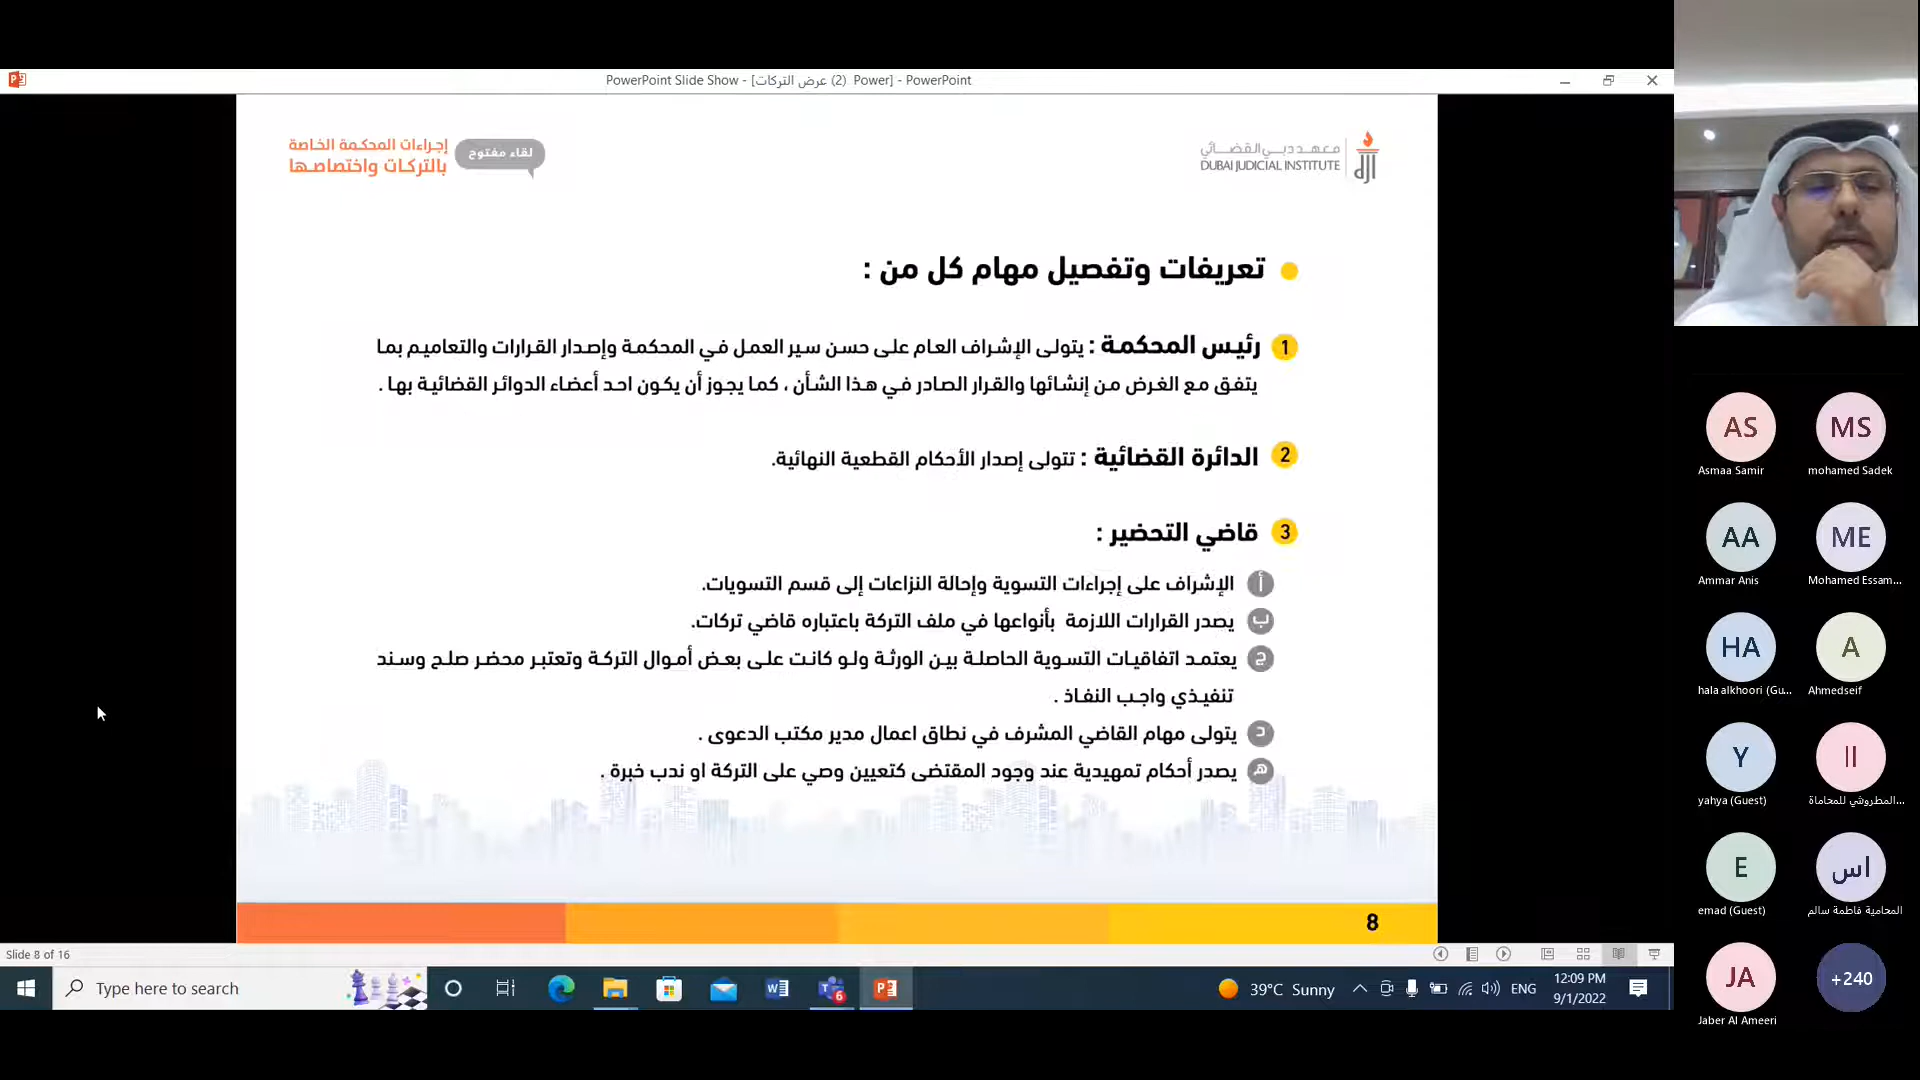 PowerPoint Slide Show - [عرض التركات (2) Power] - PowerPoint
إجراءات المحكمة الخاصة
بالتركات واختصاصها
لقاء مفتوح
معهد دبي القضائي
DUBAI JUDICIAL INSTITUTE
تعريفات وتفصيل مهام كل من :
1 رئيس المحكمة : يتولى الإشراف العام على حسن سير العمل في المحكمة وإصدار القرارات والتعاميم بما
يتفق مع الغرض من إنشائها والقرار الصادر في هذا الشأن ، كما يجوز أن يكون احد أعضاء الدوائر القضائية بها .
2 الدائرة القضائية : تتولى إصدار الأحكام القطعية النهائية.
3 قاضي التحضير :
أ الإشراف على إجراءات التسوية وإحالة النزاعات إلى قسم التسويات.
ب يصدر القرارات اللازمة بأنواعها في ملف التركة باعتباره قاضي تركات.
ج يعتمد اتفاقيات التسوية الحاصلة بين الورثة ولو كانت على بعض أموال التركة وتعتبر محضر صلح وسند
تنفيذي واجب النفاذ .
د يتولى مهام القاضي المشرف في نطاق اعمال مدير مكتب الدعوى .
هـ يصدر أحكام تمهيدية عند وجود المقتضى كتعيين وصي على التركة او ندب خبرة .
8
Slide 8 of 16
Type here to search
39°C Sunny
ENG
12:09 PM
9/1/2022
AS
MS
Asmaa Samir
mohamed Sadek
AA
ME
Ammar Anis
Mohamed Essam...
HA
A
hala alkhoori (Gu...
Ahmedseif
Y
اا
yahya (Guest)
المطروشي للمحاماة...
E
اس
emad (Guest)
المحامية فاطمة سالم
JA
+240
Jaber Al Ameeri